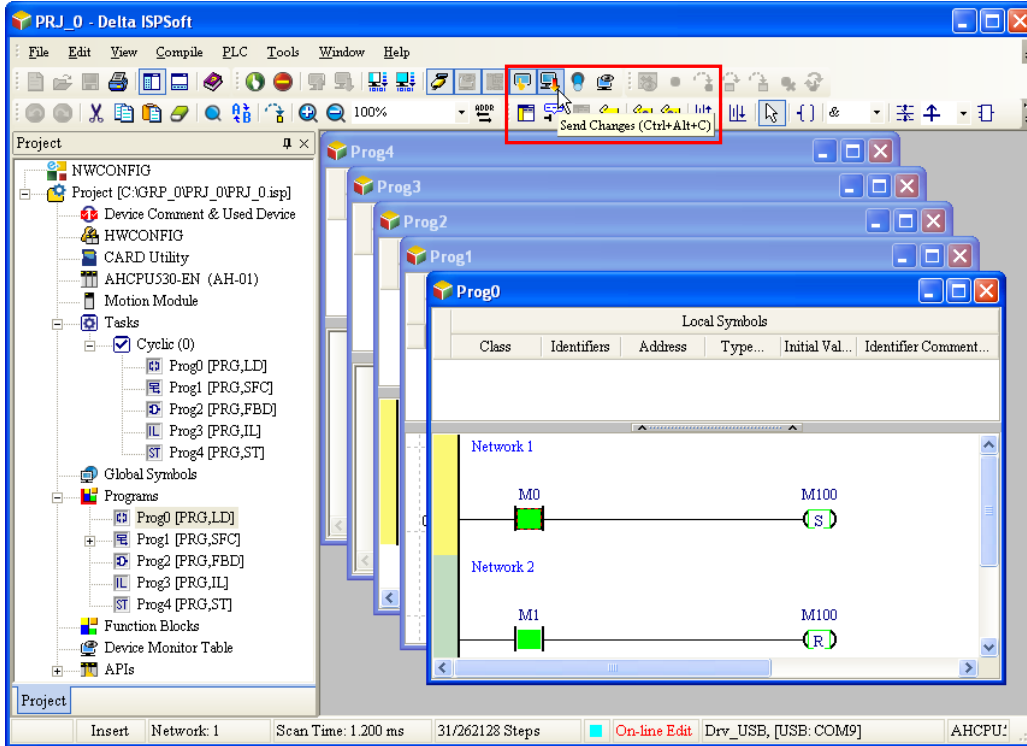 PRJ_0 - Delta ISPSoft
File Edit View Compile PLC Tools Window Help
100%
ADDR
&
Send Changes (Ctrl+Alt+C)
Project
NWCONFIG
Project [C:\GRP_0\PRJ_0\PRJ_0.isp]
Device Comment & Used Device
HWCONFIG
CARD Utility
AHCPU530-EN (AH-01)
Motion Module
Tasks
Cyclic (0)
Prog0 [PRG,LD]
Prog1 [PRG,SFC]
Prog2 [PRG,FBD]
Prog3 [PRG,IL]
Prog4 [PRG,ST]
Global Symbols
Programs
Prog0 [PRG,LD]
Prog1 [PRG,SFC]
Prog2 [PRG,FBD]
Prog3 [PRG,IL]
Prog4 [PRG,ST]
Function Blocks
Device Monitor Table
APIs
Project
Prog4
Prog3
Prog2
Prog1
Prog0
Local Symbols
Class Identifiers Address Type... Initial Val... Identifier Comment...
Network 1
M0 M100
S
Network 2
M1 M100
R
Insert Network: 1 Scan Time: 1.200 ms 31/262128 Steps On-line Edit Drv_USB, [USB: COM9]